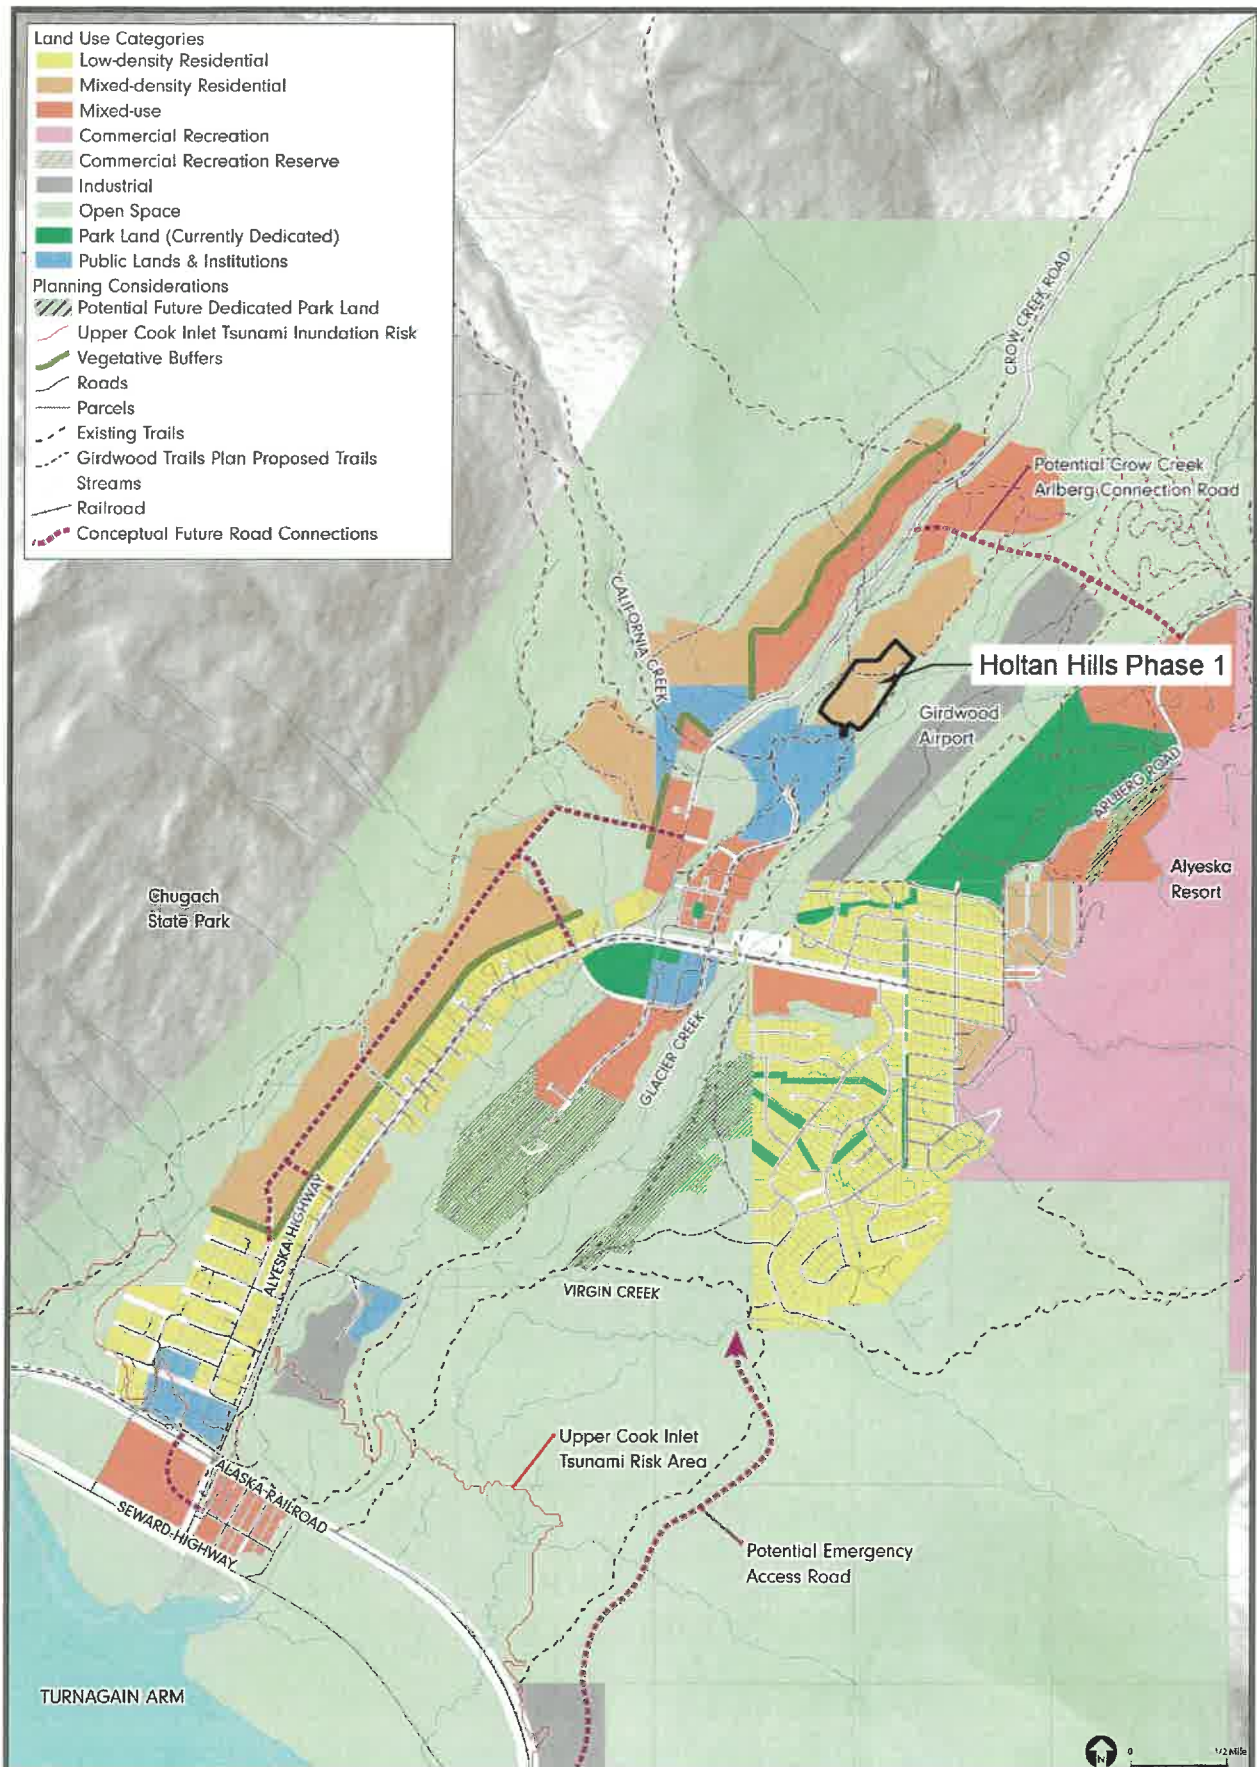 Land Use Categories
Low-density Residential
Mixed-density Residential
Mixed-use
Commercial Recreation
Commercial Recreation Reserve
Industrial
Open Space
Park Land (Currently Dedicated)
Public Lands & Institutions
Planning Considerations
Potential Future Dedicated Park Land
Upper Cook Inlet Tsunami Inundation Risk
Vegetative Buffers
Roads
Parcels
Existing Trails
Girdwood Trails Plan Proposed Trails
Streams
Railroad
Conceptual Future Road Connections
CROW CREEK ROAD
Potential Crow Creek
Arlberg Connection Road
CALIFORNIA CREEK
Holtan Hills Phase 1
Girdwood
Airport
ARLBERG ROAD
Alyeska
Resort
Chugach
State Park
GLACIER CREEK
ALYESKA HIGHWAY
VIRGIN CREEK
Upper Cook Inlet
Tsunami Risk Area
ALASKA RAILROAD
SEWARD HIGHWAY
Potential Emergency
Access Road
TURNAGAIN ARM
N
0 1/2 Mile